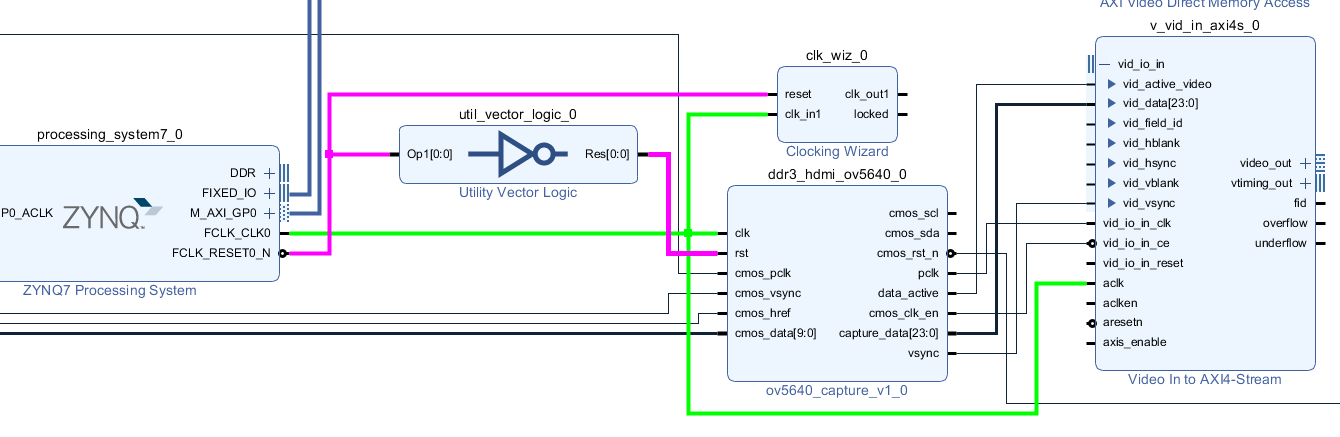 AXI Video Direct Memory Access
v_vid_in_axi4s_0
vid_io_in
vid_active_video
vid_data[23:0]
vid_field_id
vid_hblank
vid_hsync
vid_vblank
vid_vsync
vid_io_in_clk
vid_io_in_ce
vid_io_in_reset
aclk
aclken
aresetn
axis_enable
video_out
vtiming_out
fid
overflow
underflow
Video In to AXI4-Stream
clk_wiz_0
reset
clk_in1
clk_out1
locked
Clocking Wizard
util_vector_logic_0
Op1[0:0]
Res[0:0]
Utility Vector Logic
processing_system7_0
P0_ACLK
ZYNQ
DDR
FIXED_IO
M_AXI_GP0
FCLK_CLK0
FCLK_RESET0_N
ZYNQ7 Processing System
ddr3_hdmi_ov5640_0
clk
rst
cmos_pclk
cmos_vsync
cmos_href
cmos_data[9:0]
cmos_scl
cmos_sda
cmos_rst_n
pclk
data_active
cmos_clk_en
capture_data[23:0]
vsync
ov5640_capture_v1_0